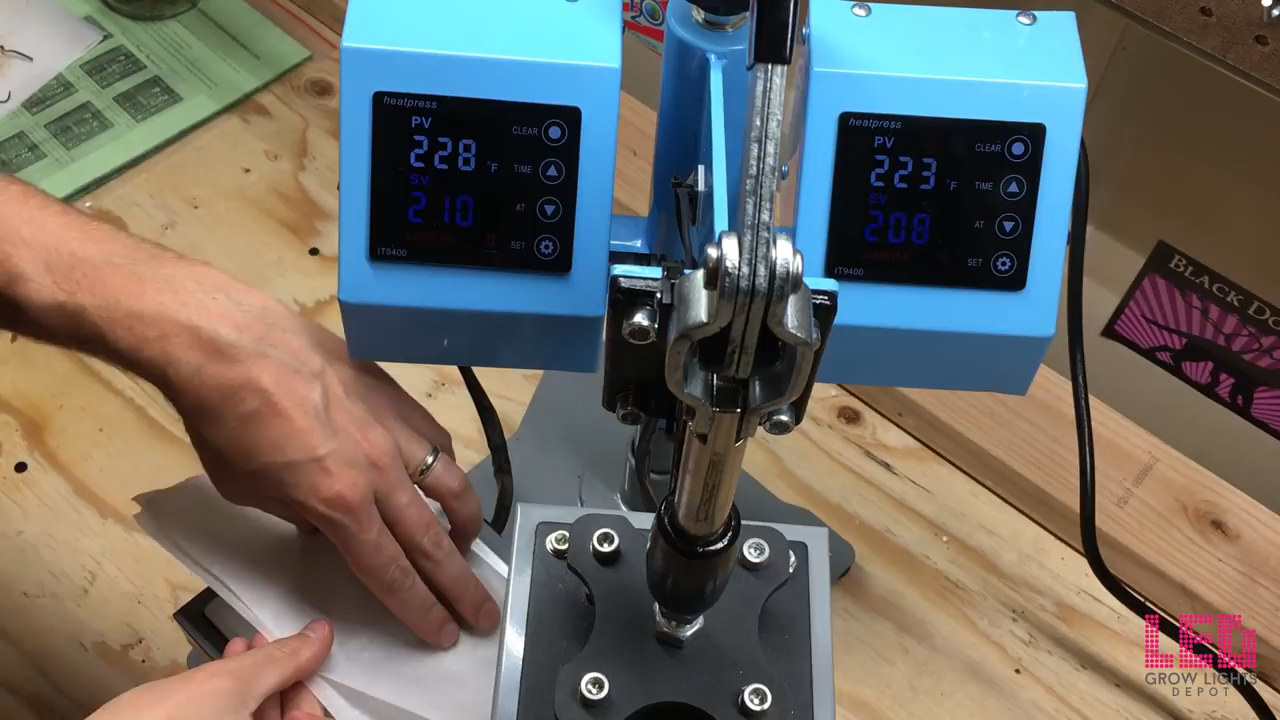 heatpress
PV
CLEAR
228 °F
TIME
SV
210
AT
SET
IT9400
heatpress
PV
CLEAR
223 °F
TIME
SV
208
AT
SET
IT9400
BLACK DO
LED
GROW LIGHTS
DEPOT